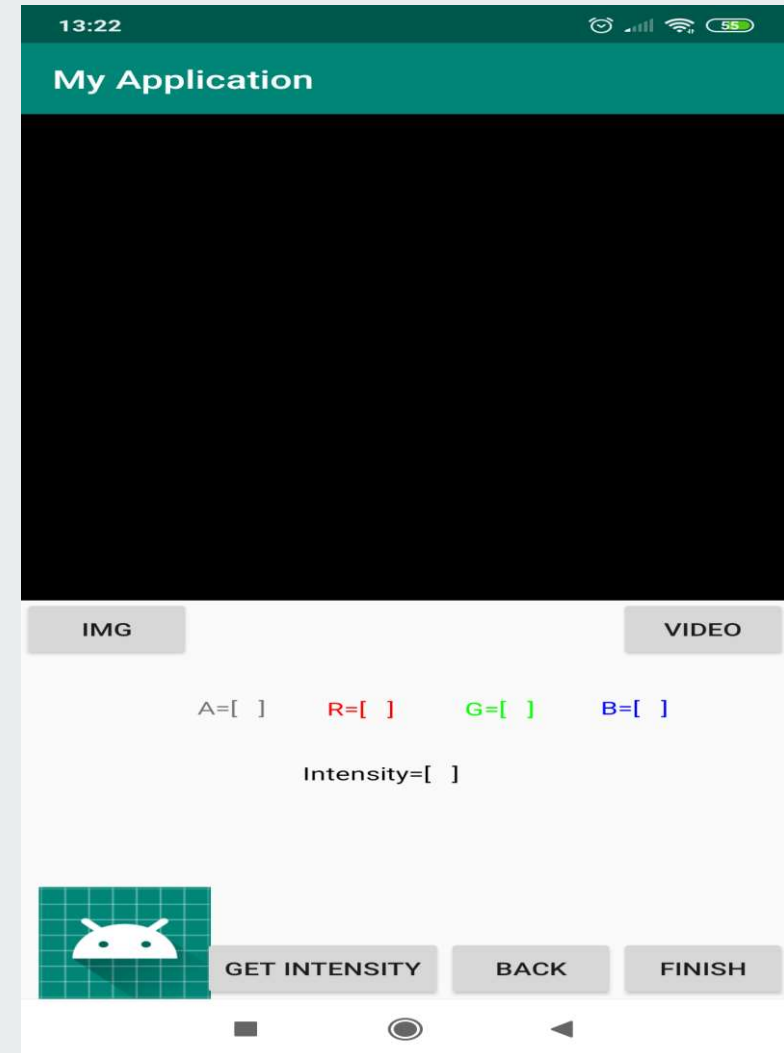 13:22 55
My Application
IMG VIDEO
A=[ ] R=[ ] G=[ ] B=[ ]
Intensity=[ ]
GET INTENSITY BACK FINISH